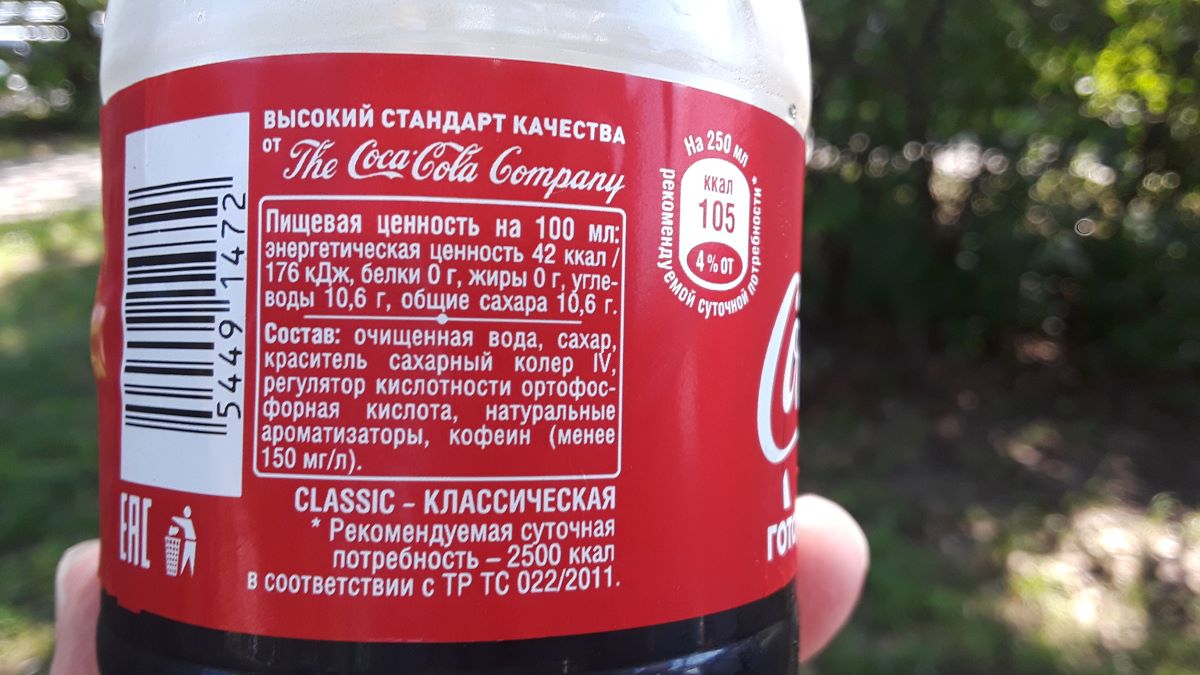 ВЫСОКИЙ СТАНДАРТ КАЧЕСТВА
от The Coca-Cola Company
Пищевая ценность на 100 мл:
энергетическая ценность 42 ккал /
176 кДж, белки 0 г, жиры 0 г, угле-
воды 10,6 г, общие сахара 10,6 г.
Состав: очищенная вода, сахар,
краситель сахарный колер IV,
регулятор кислотности ортофос-
форная кислота, натуральные
ароматизаторы, кофеин (менее
150 мг/л).
CLASSIC – КЛАССИЧЕСКАЯ
* Рекомендуемая суточная
потребность – 2500 ккал
в соответствии с ТР ТС 022/2011.
5449 1472
EAC
На 250 мл
ккал
105
4% от
рекомендуемой суточной потребности*